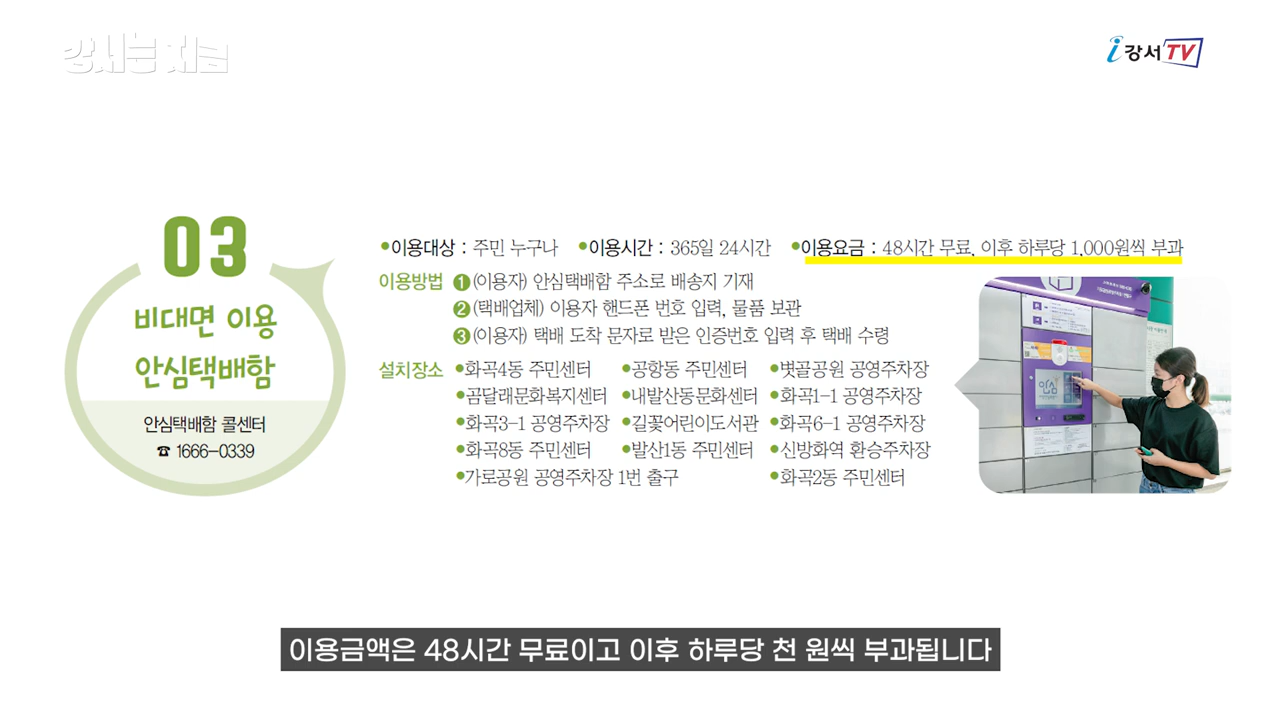 강서는 지금
i 강서 TV
03
비대면 이용
안심택배함
안심택배함 콜센터
☎ 1666-0339
●이용대상 : 주민 누구나 ●이용시간 : 365일 24시간 ●이용요금 : 48시간 무료, 이후 하루당 1,000원씩 부과
이용방법 ❶ (이용자) 안심택배함 주소로 배송지 기재
❷ (택배업체) 이용자 핸드폰 번호 입력, 물품 보관
❸ (이용자) 택배 도착 문자로 받은 인증번호 입력 후 택배 수령
설치장소 ●화곡4동 주민센터 ●공항동 주민센터 ●볏골공원 공영주차장
●곰달래문화복지센터 ●내발산동문화센터 ●화곡1-1 공영주차장
●화곡3-1 공영주차장 ●길꽃어린이도서관 ●화곡6-1 공영주차장
●화곡8동 주민센터 ●발산1동 주민센터 ●신방화역 환승주차장
●가로공원 공영주차장 1번 출구 ●화곡2동 주민센터
안심
이용금액은 48시간 무료이고 이후 하루당 천 원씩 부과됩니다